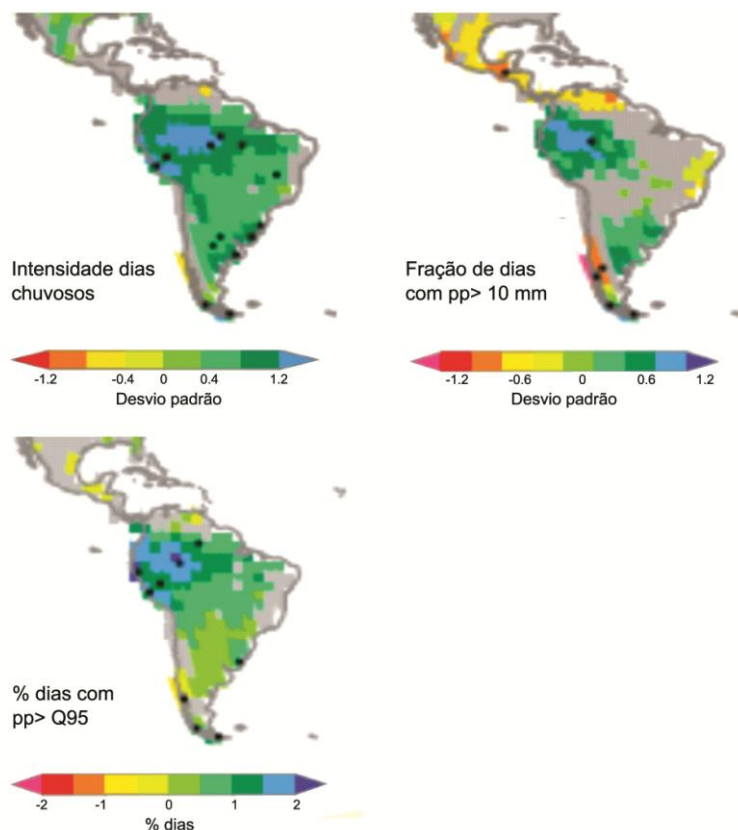 Intensidade dias
chuvosos
-1.2 -0.4 0 0.4 1.2
Desvio padrão
Fração de dias
com pp> 10 mm
-1.2 -0.6 0 0.6 1.2
Desvio padrão
% dias com
pp> Q95
-2 -1 0 1 2
% dias